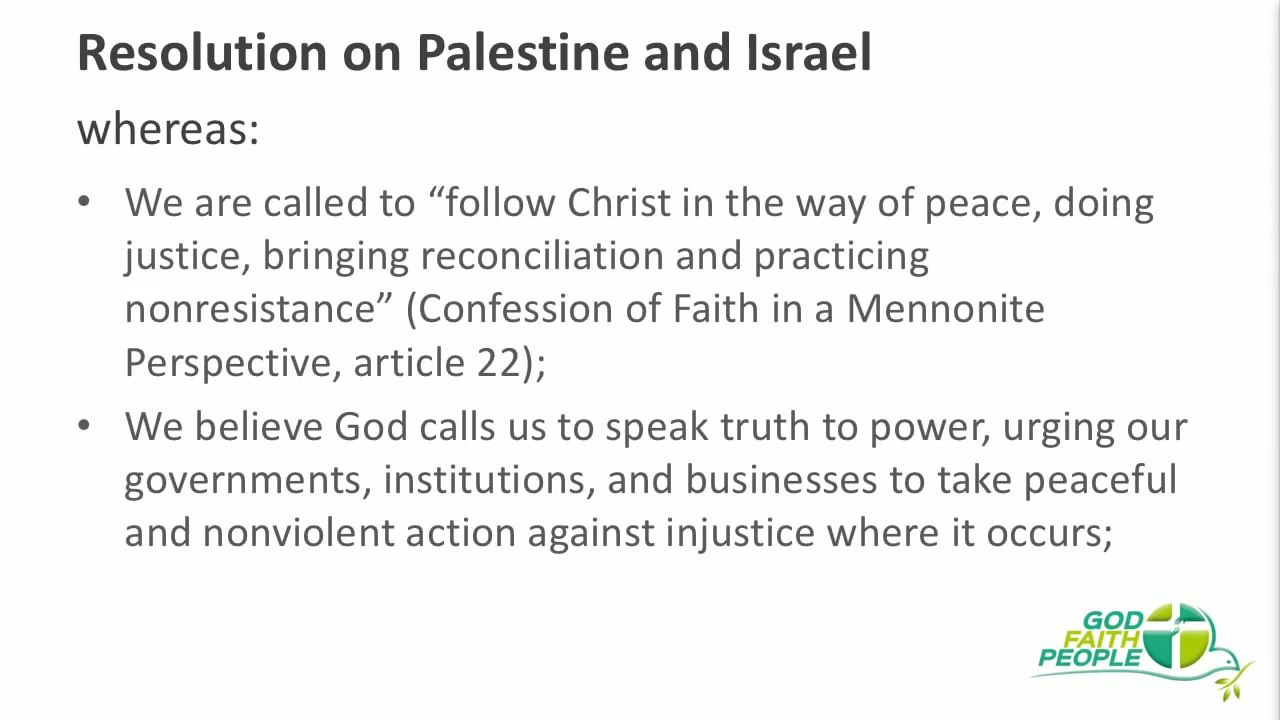 Resolution on Palestine and Israel
whereas:
• We are called to “follow Christ in the way of peace, doing
justice, bringing reconciliation and practicing
nonresistance” (Confession of Faith in a Mennonite
Perspective, article 22);
• We believe God calls us to speak truth to power, urging our
governments, institutions, and businesses to take peaceful
and nonviolent action against injustice where it occurs;
GOD
FAITH
PEOPLE